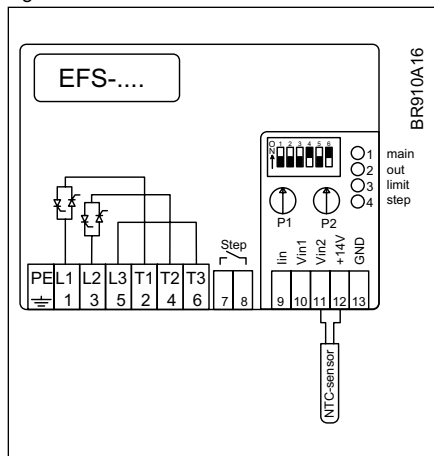 EFS-....
BR910A16
ON
1 2 3 4 5 6
1 main
2 out
3 limit
4 step
P1 P2
Iin Vin1 Vin2 +14V GND
Step
PE L1 L2 L3 T1 T2 T3
1 3 5 2 4 6
7 8
9 10 11 12 13
NTC-sensor